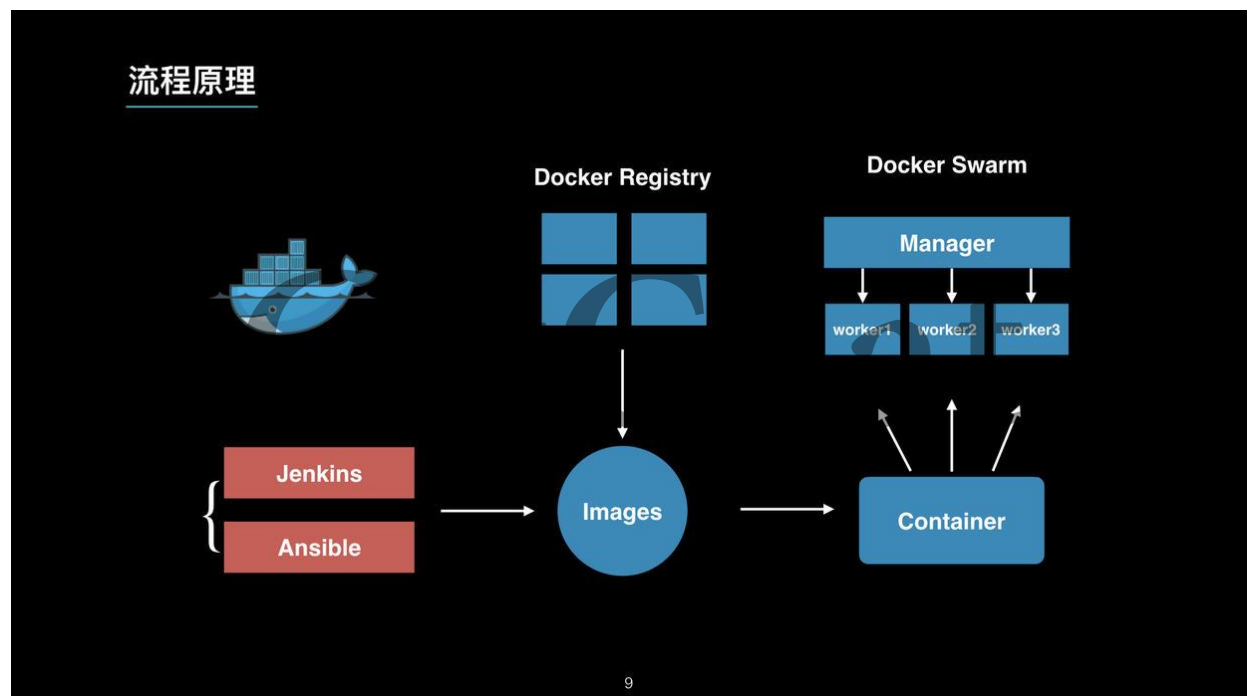 流程原理
Docker Registry
Docker Swarm
Manager
worker1
worker2
worker3
Jenkins
Ansible
Images
Container
9